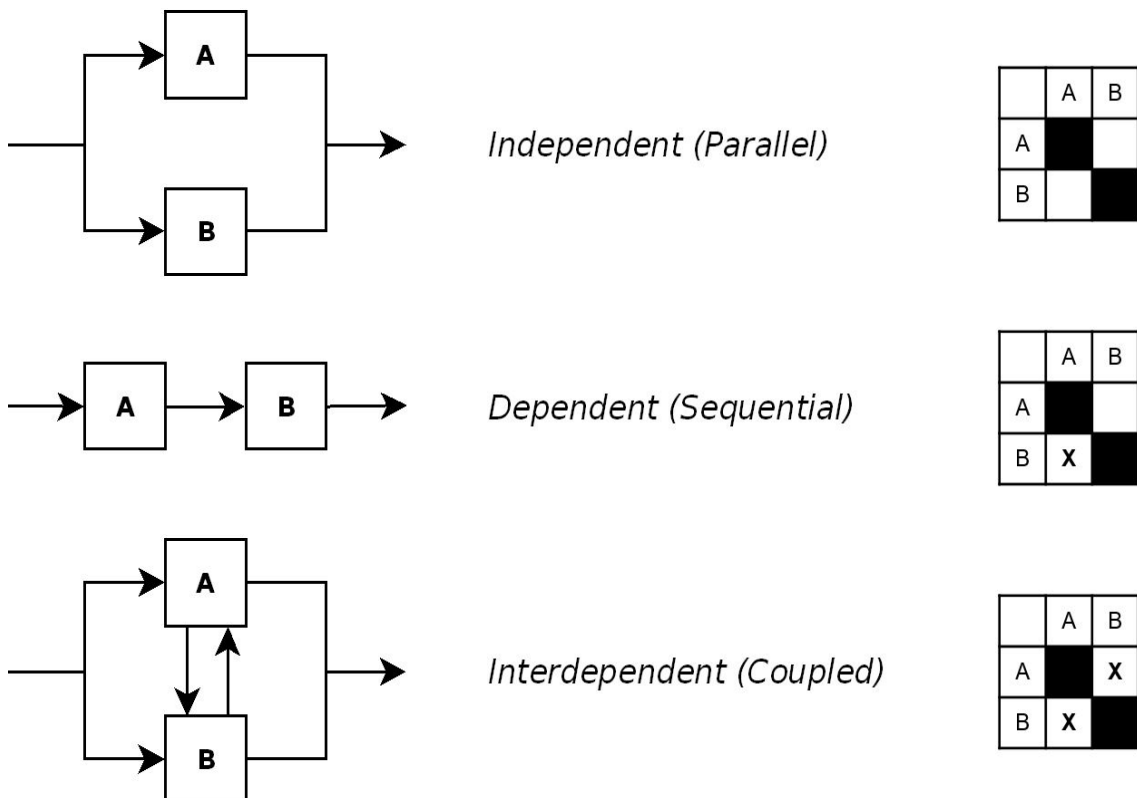 A
B
Independent (Parallel)
A B
A
B
A
B
Dependent (Sequential)
A B
A
B X
A
B
Interdependent (Coupled)
A B
A X
B X